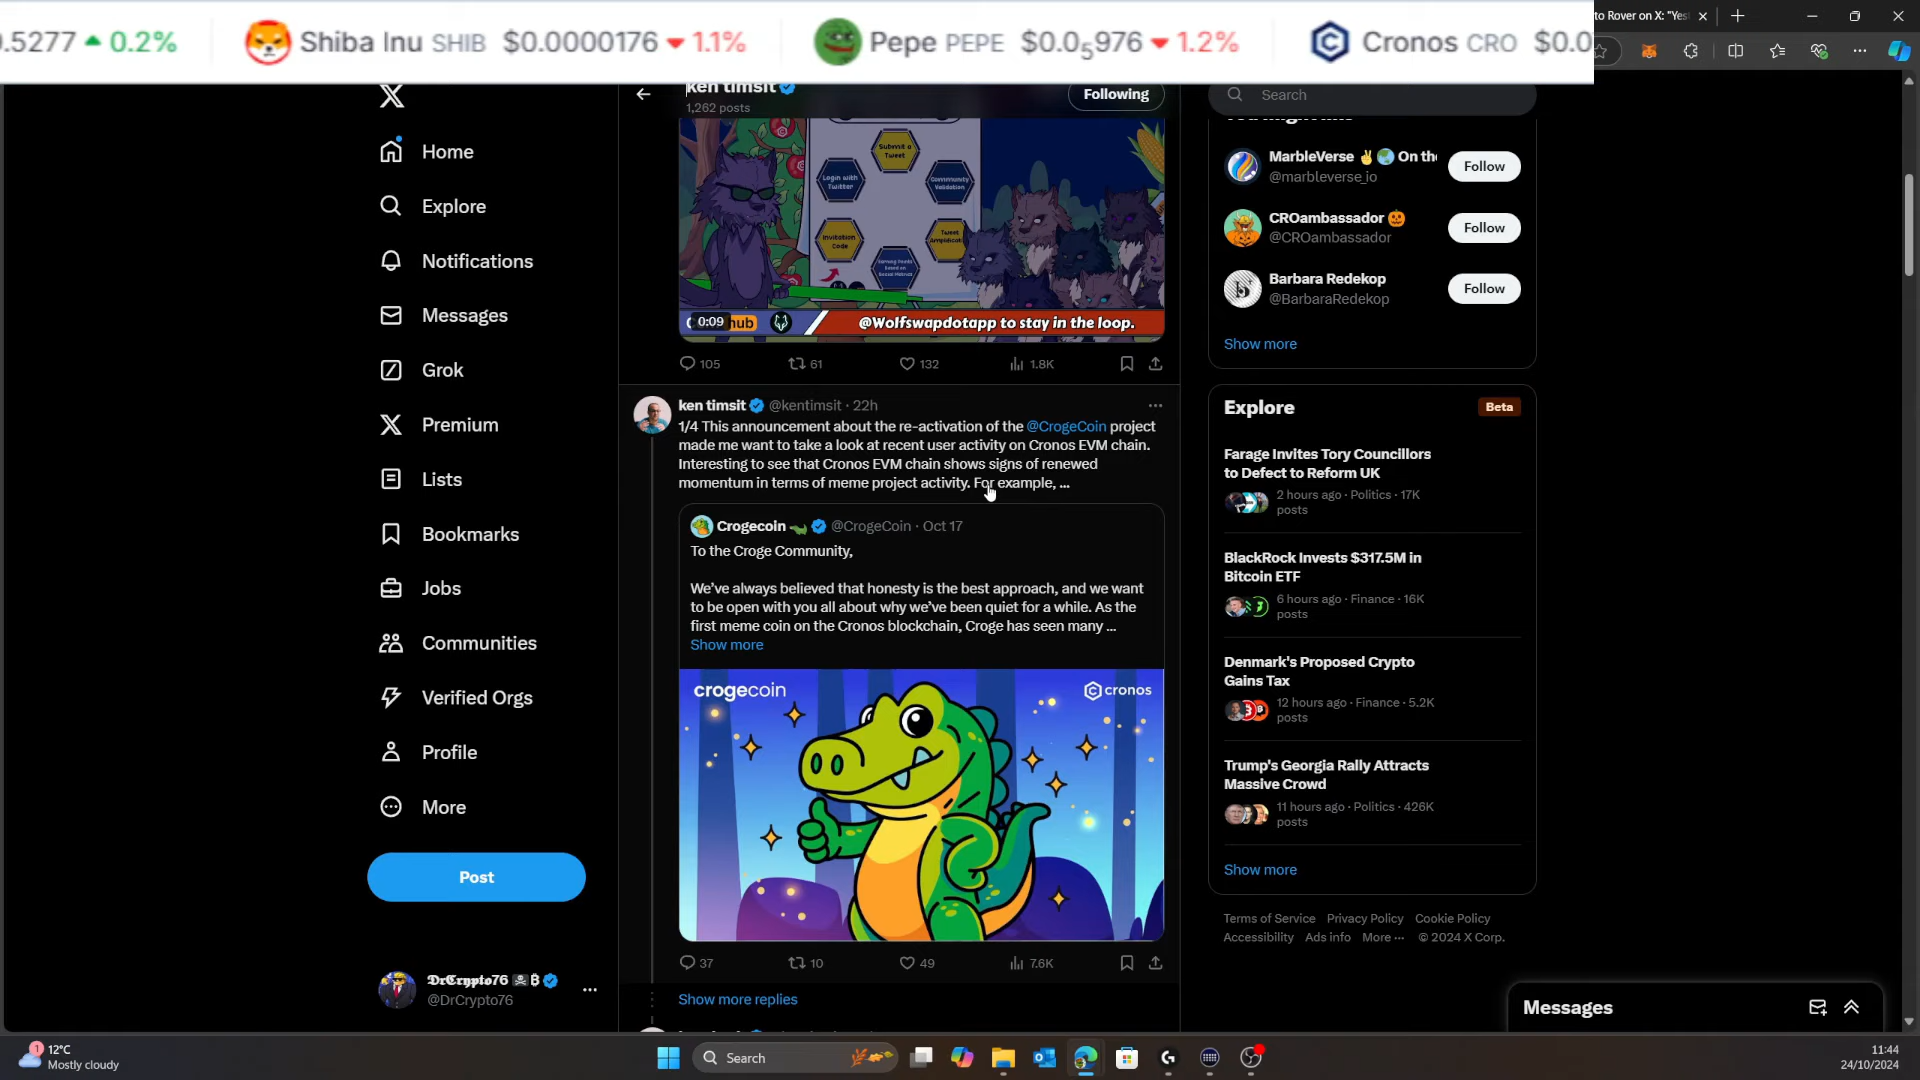 .5277 0.2%
Shiba Inu SHIB $0.0000176 1.1%
Pepe PEPE $0.0₅976 1.2%
Cronos CRO $0.0
to Rover on X: "Yes
ken timsit
1,262 posts
Following
Search
Home
Explore
Notifications
Messages
Grok
Premium
Lists
Bookmarks
Jobs
Communities
Verified Orgs
Profile
More
Post
DrCrypto76
@DrCrypto76
Submit a
Tweet
Login with
Twitter
Community
Validation
Invitation
Code
Tweet
0:09
hub
@Wolfswapdotapp to stay in the loop.
105
61
132
1.8K
ken timsit @kentimsit · 22h
1/4 This announcement about the re-activation of the @CrogeCoin project
made me want to take a look at recent user activity on Cronos EVM chain.
Interesting to see that Cronos EVM chain shows signs of renewed
momentum in terms of meme project activity. For example, ...
Crogecoin 🐊 @CrogeCoin · Oct 17
To the Croge Community,
We've always believed that honesty is the best approach, and we want
to be open with you all about why we've been quiet for a while. As the
first meme coin on the Cronos blockchain, Croge has seen many ...
Show more
crogecoin
cronos
37
10
49
7.6K
Show more replies
MarbleVerse ✌️🌏 On the
@marbleverse_io
Follow
CROambassador 🎃
@CROambassador
Follow
Barbara Redekop
@BarbaraRedekop
Follow
Show more
Explore
Beta
Farage Invites Tory Councillors
to Defect to Reform UK
2 hours ago · Politics · 17K
posts
BlackRock Invests $317.5M in
Bitcoin ETF
6 hours ago · Finance · 16K
posts
Denmark's Proposed Crypto
Gains Tax
12 hours ago · Finance · 5.2K
posts
Trump's Georgia Rally Attracts
Massive Crowd
11 hours ago · Politics · 426K
posts
Show more
Terms of Service Privacy Policy Cookie Policy
Accessibility Ads info More ··· © 2024 X Corp.
Messages
1
12°C
Mostly cloudy
Search
11:44
24/10/2024